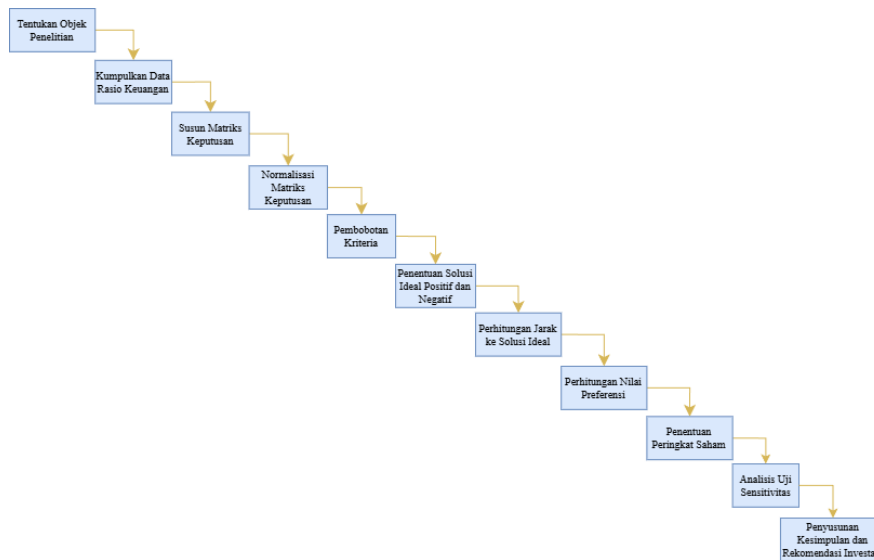 Tentukan Objek
Penelitian
Kumpulkan Data
Rasio Keuangan
Susun Matriks
Keputusan
Normalisasi
Matriks
Keputusan
Pembobotan
Kriteria
Penentuan Solusi
Ideal Positif dan
Negatif
Perhitungan Jarak
ke Solusi Ideal
Perhitungan Nilai
Preferensi
Penentuan
Peringkat Saham
Analisis Uji
Sensitivitas
Penyusunan
Kesimpulan dan
Rekomendasi